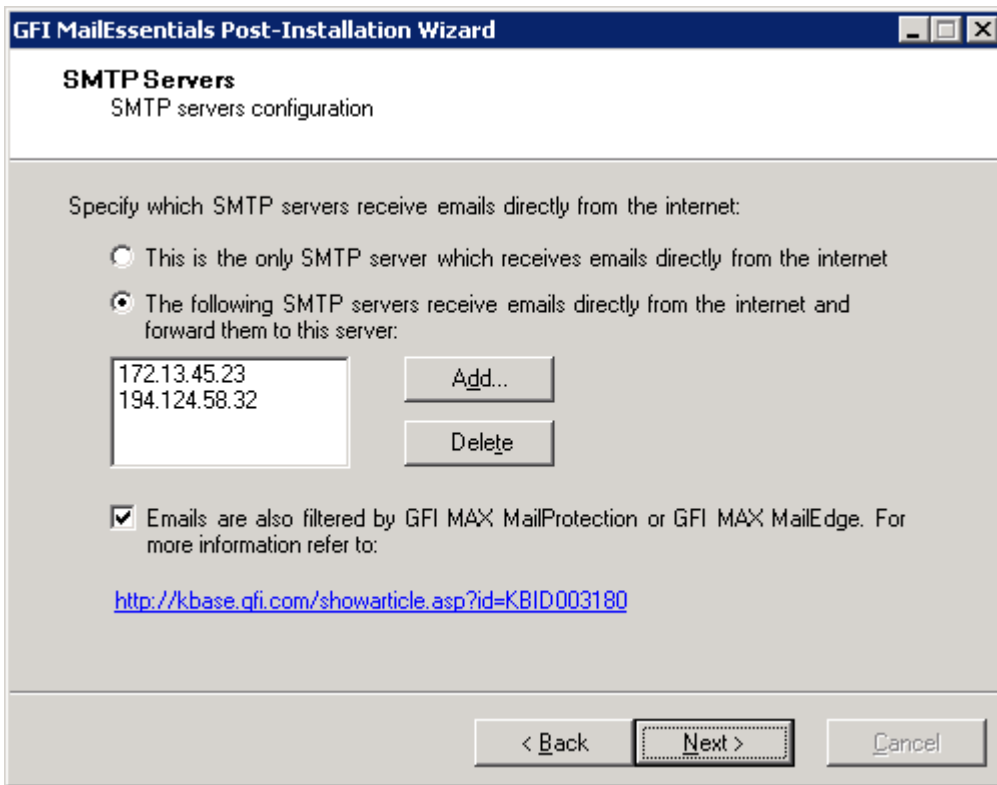 GFI MailEssentials Post-Installation Wizard
SMTP Servers
SMTP servers configuration
Specify which SMTP servers receive emails directly from the internet:
This is the only SMTP server which receives emails directly from the internet
The following SMTP servers receive emails directly from the internet and
forward them to this server:
172.13.45.23
194.124.58.32
Add...
Delete
Emails are also filtered by GFI MAX MailProtection or GFI MAX MailEdge. For
more information refer to:
http://kbase.gfi.com/showarticle.asp?id=KBID003180
< Back
Next >
Cancel